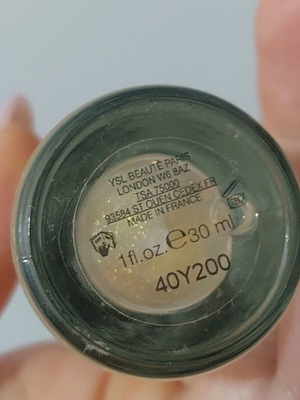 YSL BEAUTÉ PARIS
LONDON W6 8AZ
TSA 75000
93584 ST OUEN CEDEX FR
MADE IN FRANCE
1fl.oz.℮30 ml
40Y200